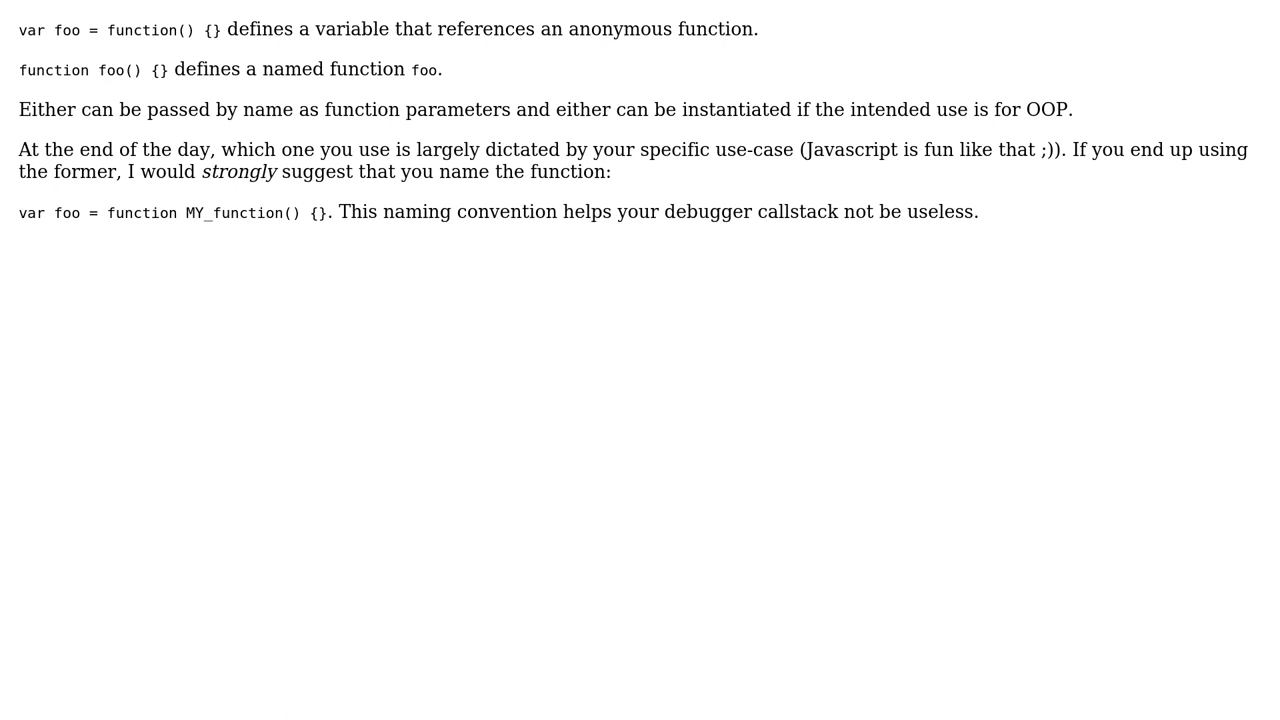 var foo = function() {} defines a variable that references an anonymous function.
function foo() {} defines a named function foo.
Either can be passed by name as function parameters and either can be instantiated if the intended use is for OOP.
At the end of the day, which one you use is largely dictated by your specific use-case (Javascript is fun like that ;)). If you end up using
the former, I would strongly suggest that you name the function:
var foo = function MY_function() {}. This naming convention helps your debugger callstack not be useless.